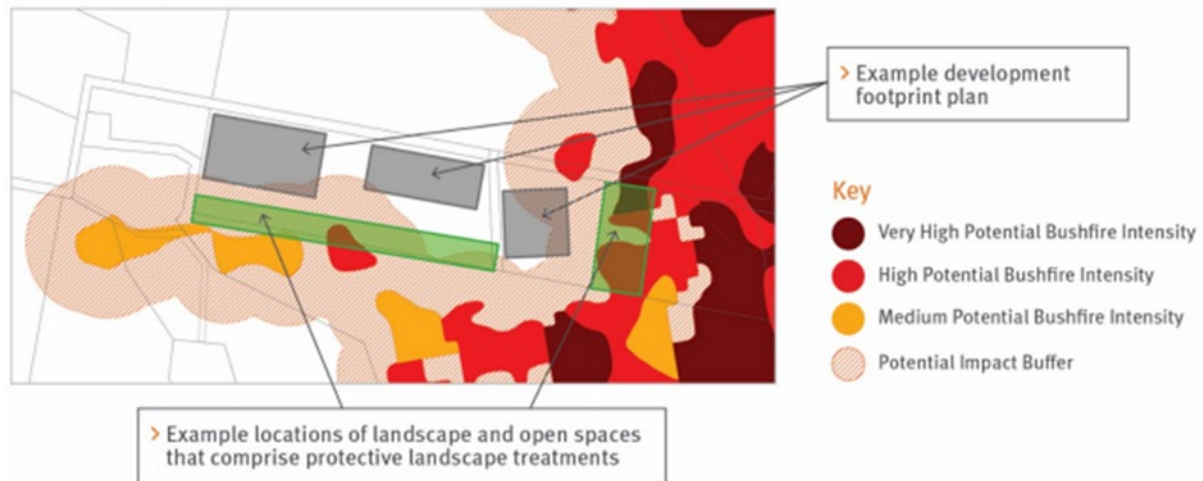 > Example development
footprint plan
Key
Very High Potential Bushfire Intensity
High Potential Bushfire Intensity
Medium Potential Bushfire Intensity
Potential Impact Buffer
> Example locations of landscape and open spaces
that comprise protective landscape treatments